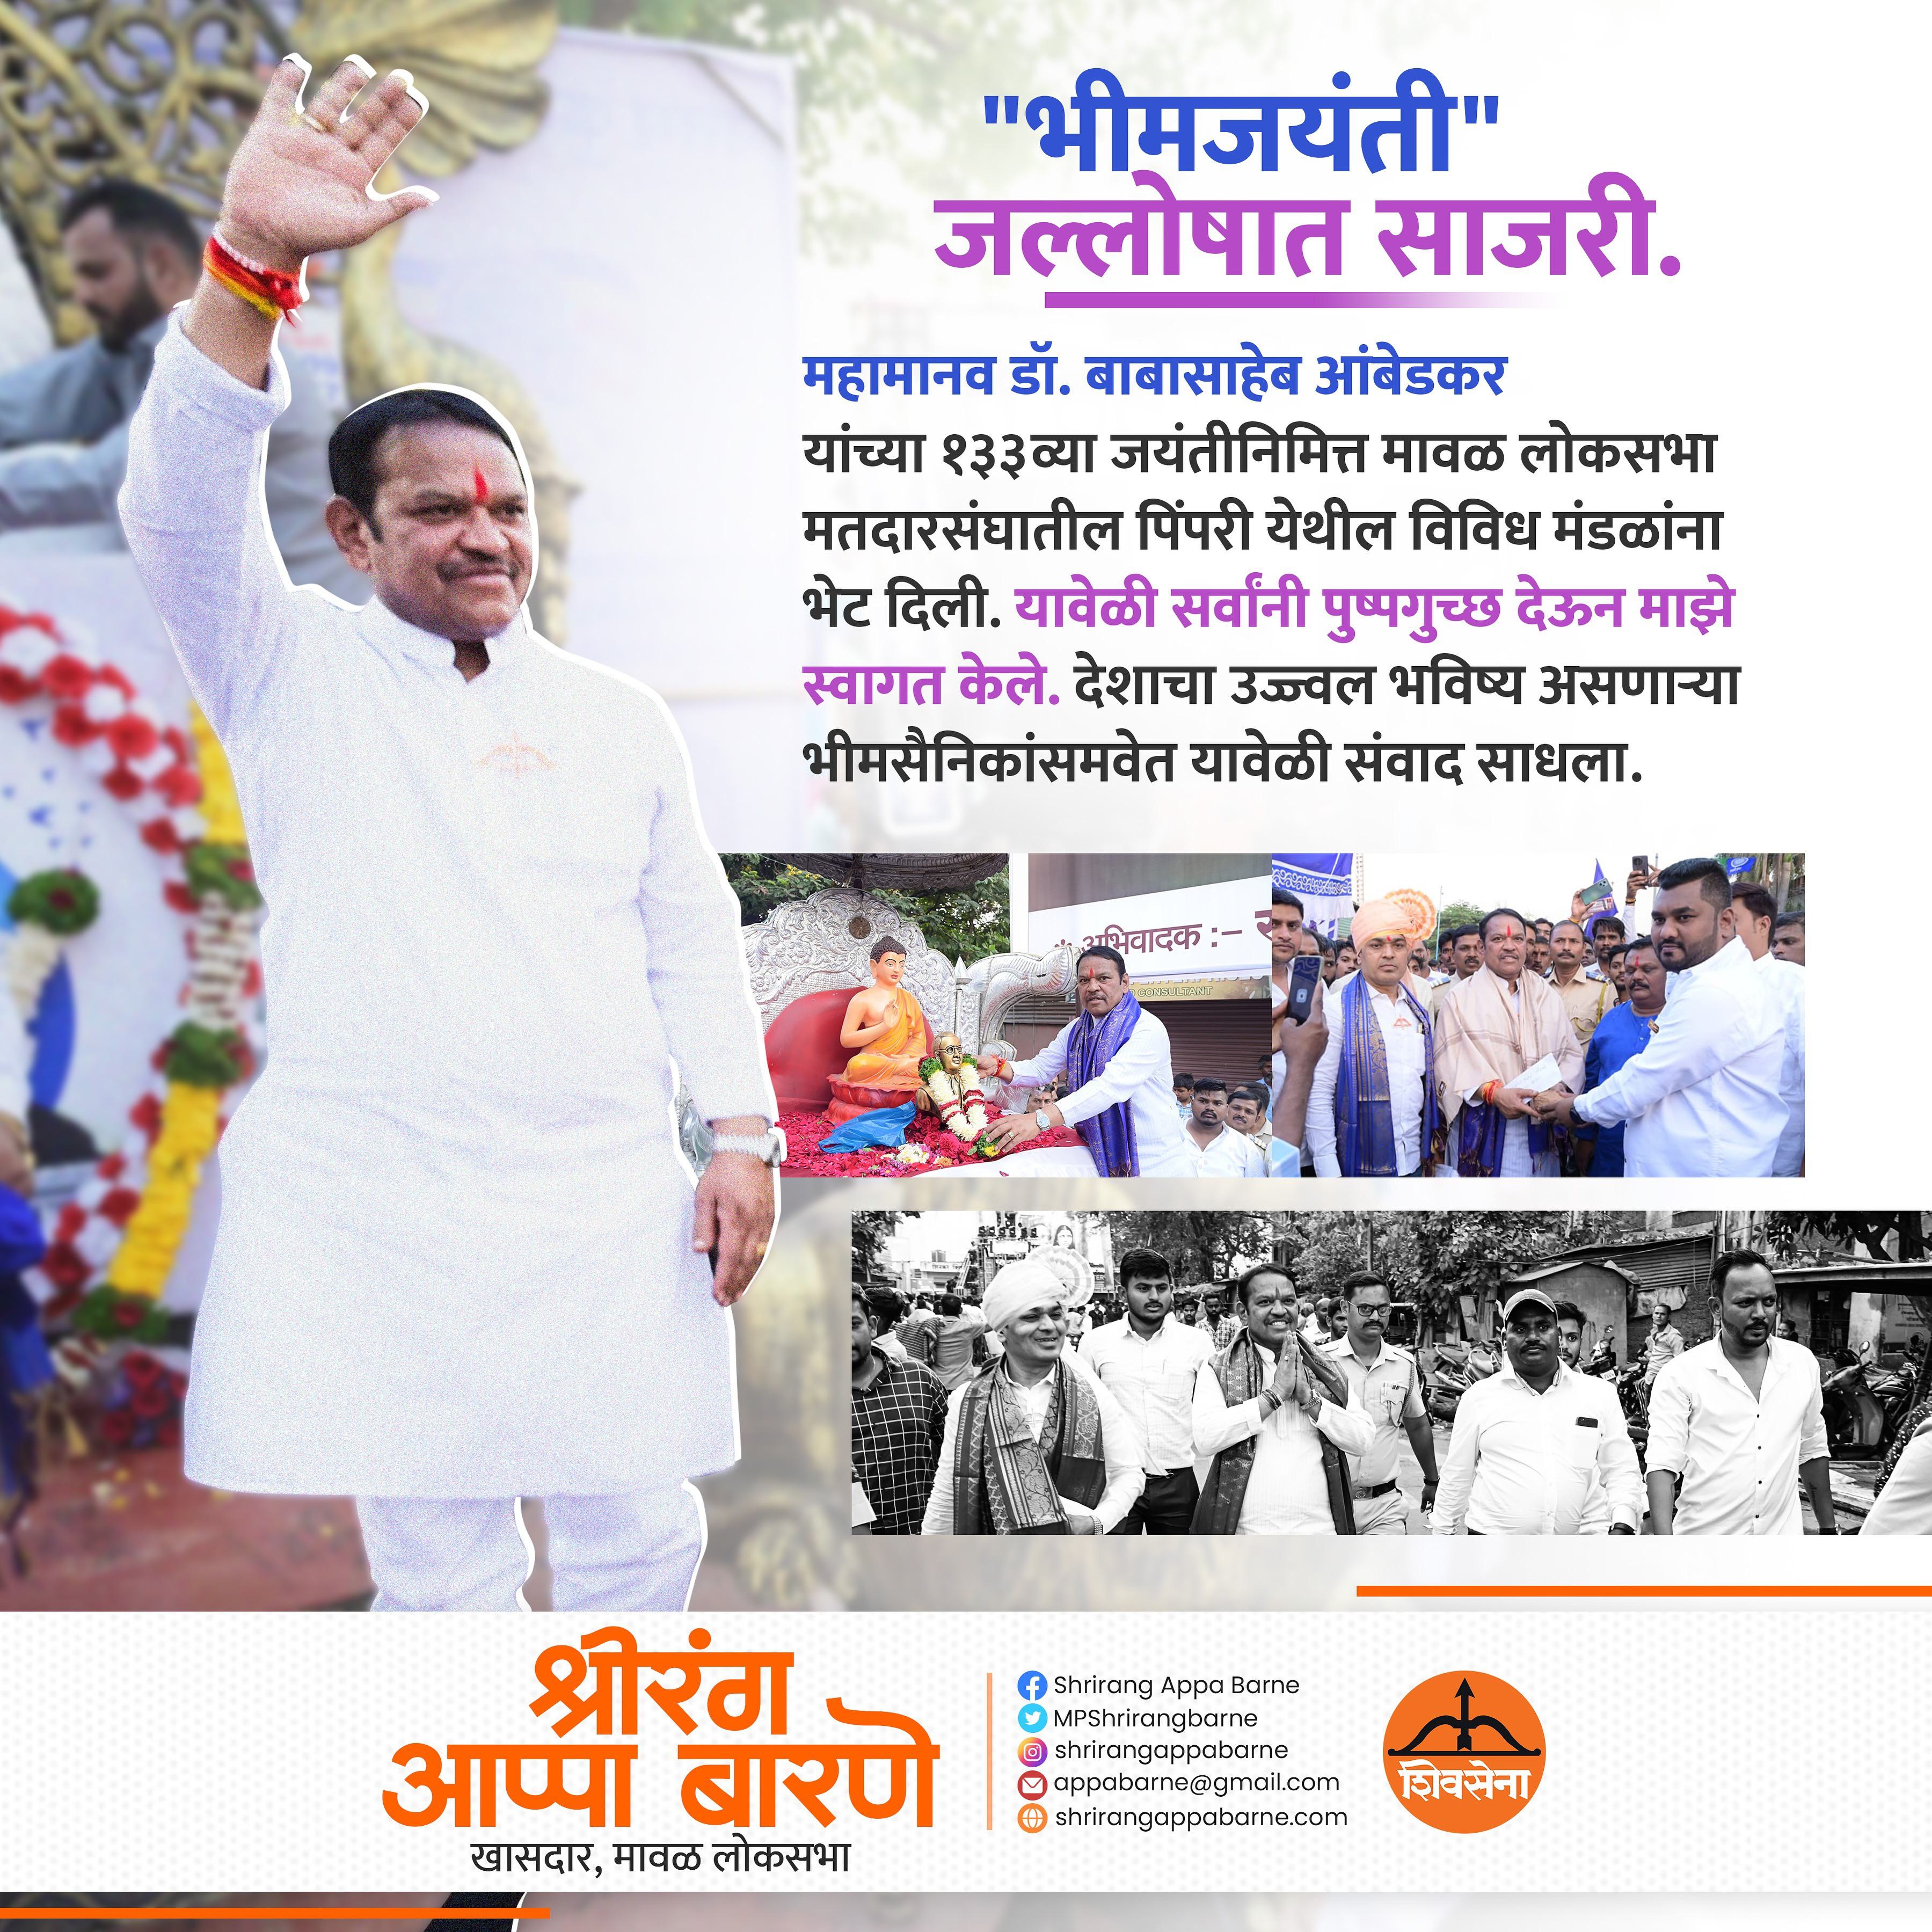 "भीमजयंती"
जल्लोषात साजरी.
महामानव डॉ. बाबासाहेब आंबेडकर
यांच्या १३३व्या जयंतीनिमित्त मावळ लोकसभा
मतदारसंघातील पिंपरी येथील विविध मंडळांना
भेट दिली. यावेळी सर्वांनी पुष्पगुच्छ देऊन माझे
स्वागत केले. देशाचा उज्ज्वल भविष्य असणाऱ्या
भीमसैनिकांसमवेत यावेळी संवाद साधला.
अभिवादक :–
CONSULTANT
श्रीरंग
आप्पा बारणे
खासदार, मावळ लोकसभा
Shrirang Appa Barne
MPShrirangbarne
shrirangappabarne
appabarne@gmail.com
shrirangappabarne.com
शिवसेना